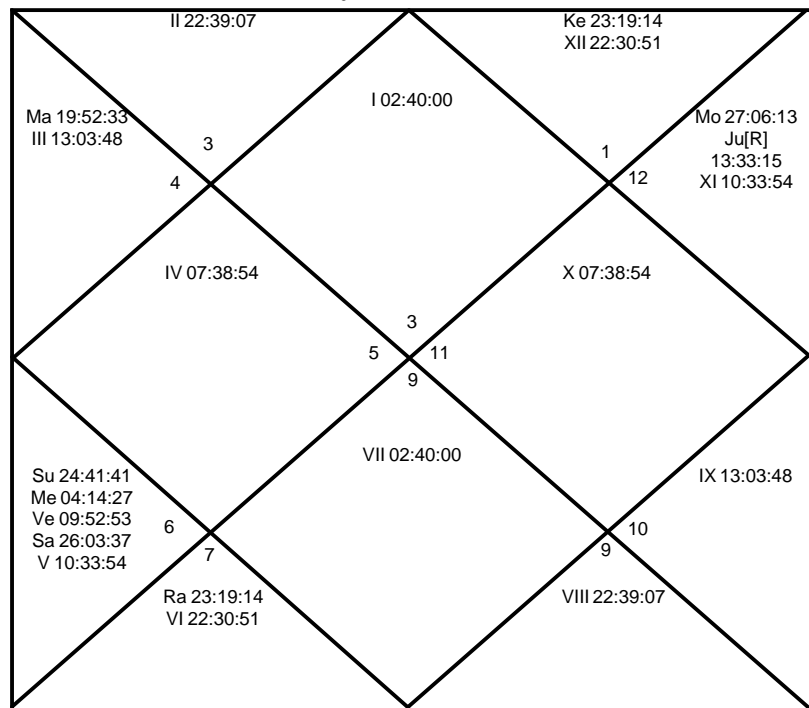 II 22:39:07
Ke 23:19:14
XII 22:30:51
I 02:40:00
Ma 19:52:33
III 13:03:48
Mo 27:06:13
Ju[R]
13:33:15
XI 10:33:54
3
1
4
12
IV 07:38:54
X 07:38:54
3
5
11
9
VII 02:40:00
Su 24:41:41
Me 04:14:27
Ve 09:52:53
Sa 26:03:37
V 10:33:54
IX 13:03:48
6
10
7
9
Ra 23:19:14
VI 22:30:51
VIII 22:39:07